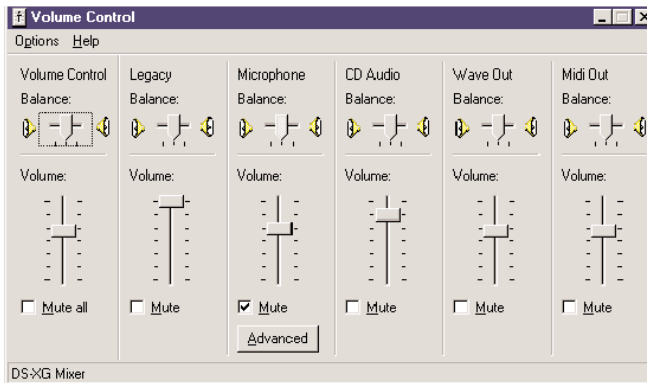 Volume Control
Options Help
Volume Control Legacy Microphone CD Audio Wave Out Midi Out
Balance: Balance: Balance: Balance: Balance: Balance:
Volume: Volume: Volume: Volume: Volume: Volume:
Mute all Mute Mute Mute Mute Mute
Advanced
DS-XG Mixer